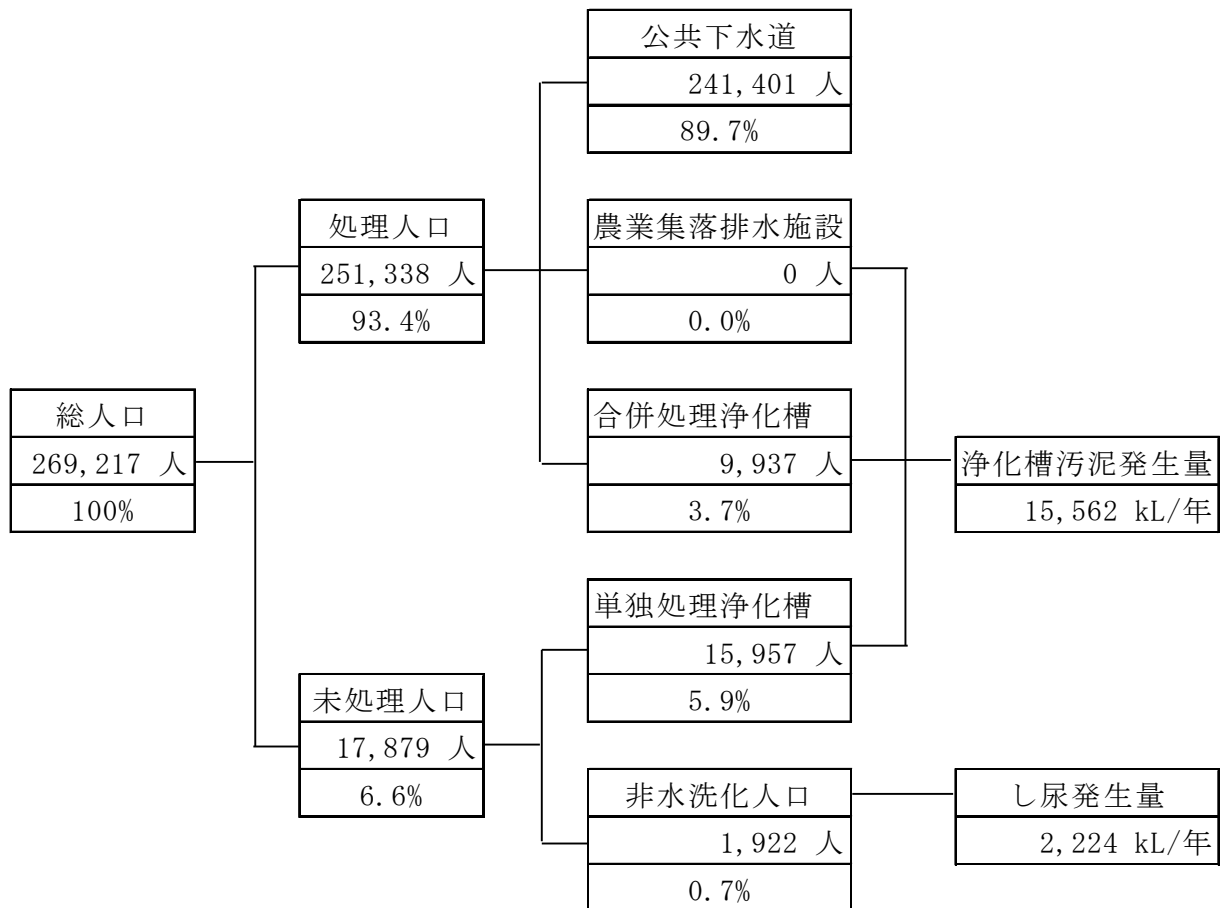 公共下水道
241,401 人
89.7%
処理人口
251,338 人
93.4%
農業集落排水施設
0 人
0.0%
総人口
269,217 人
100%
合併処理浄化槽
9,937 人
3.7%
浄化槽汚泥発生量
15,562 kL/年
単独処理浄化槽
15,957 人
5.9%
未処理人口
17,879 人
6.6%
非水洗化人口
1,922 人
0.7%
し尿発生量
2,224 kL/年